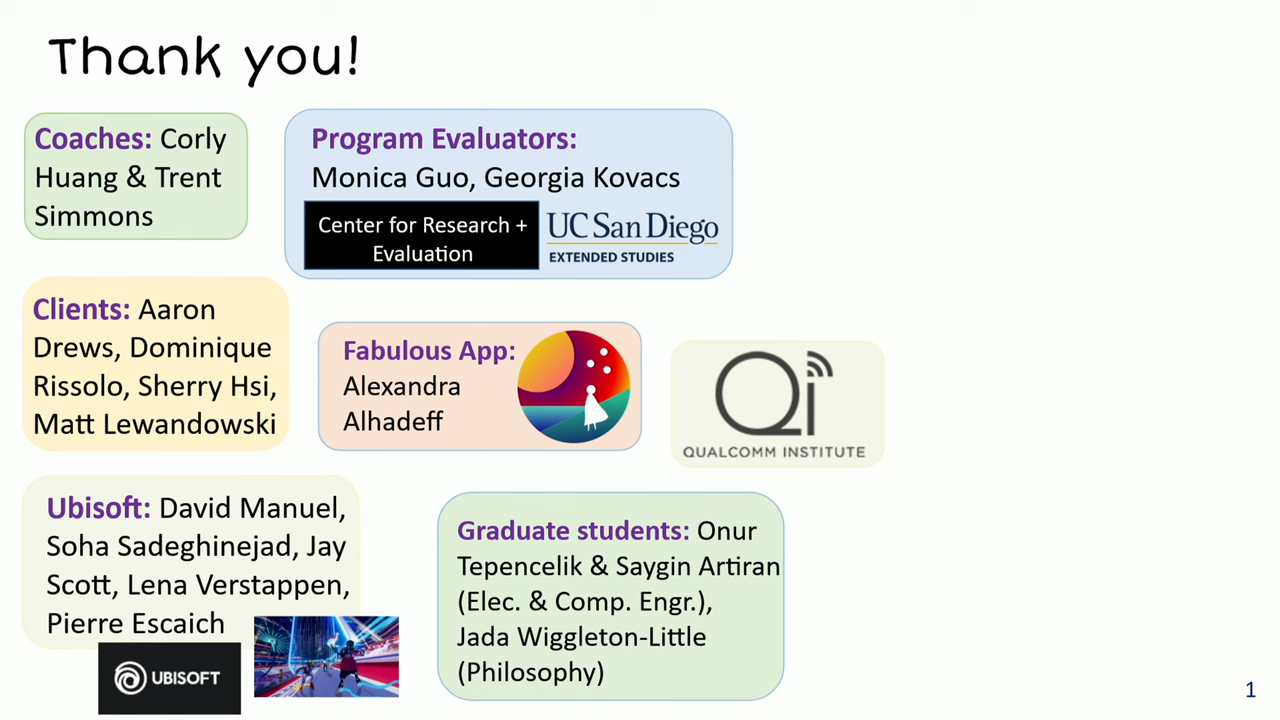 Thank you!
Coaches: Corly
Huang & Trent
Simmons
Program Evaluators:
Monica Guo, Georgia Kovacs
Center for Research +
Evaluation
UC San Diego
EXTENDED STUDIES
Clients: Aaron
Drews, Dominique
Rissolo, Sherry Hsi,
Matt Lewandowski
Fabulous App:
Alexandra
Alhadeff
Qi
QUALCOMM INSTITUTE
Ubisoft: David Manuel,
Soha Sadeghinejad, Jay
Scott, Lena Verstappen,
Pierre Escaich
UBISOFT
Graduate students: Onur
Tepencelik & Saygin Artiran
(Elec. & Comp. Engr.),
Jada Wiggleton-Little
(Philosophy)
1